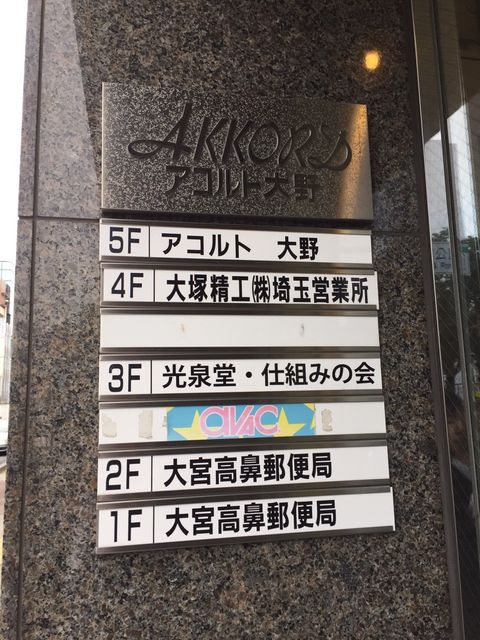 AKKORD
アコルト大野
5F アコルト 大野
4F 大塚精工㈱埼玉営業所
3F 光泉堂・仕組みの会
avac
2F 大宮高鼻郵便局
1F 大宮高鼻郵便局